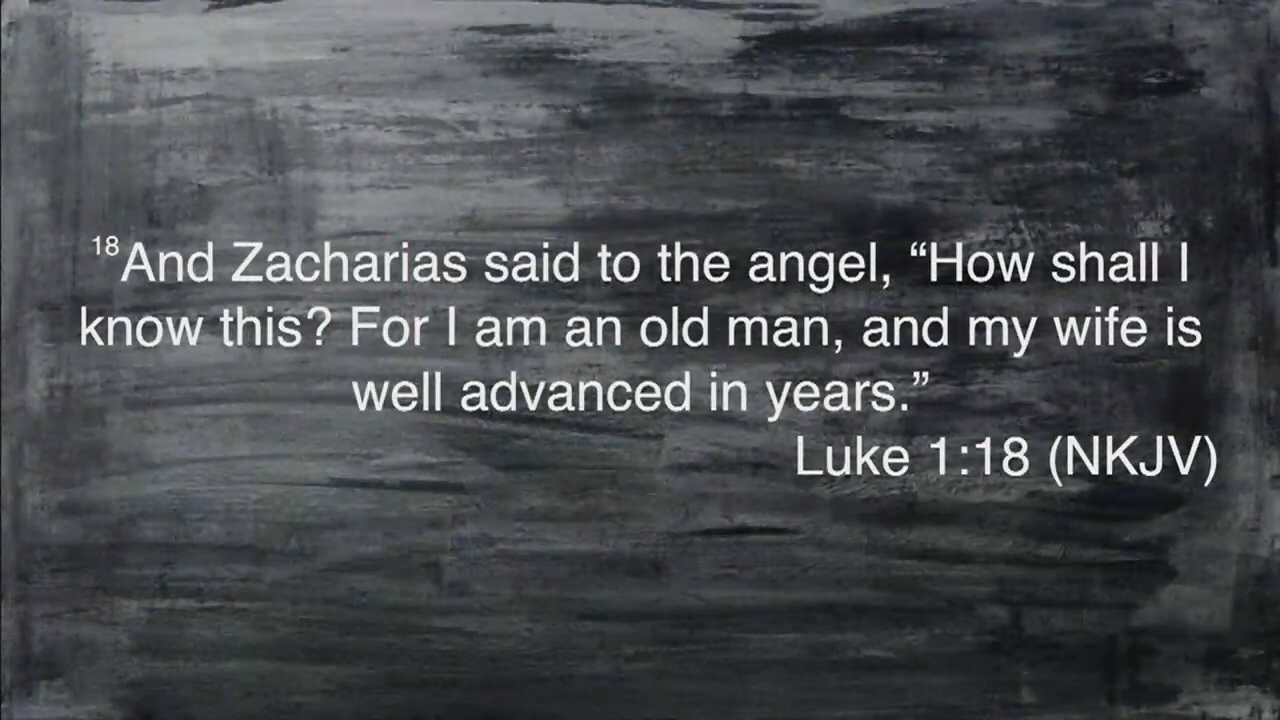 18And Zacharias said to the angel, “How shall I
know this? For I am an old man, and my wife is
well advanced in years.”
Luke 1:18 (NKJV)